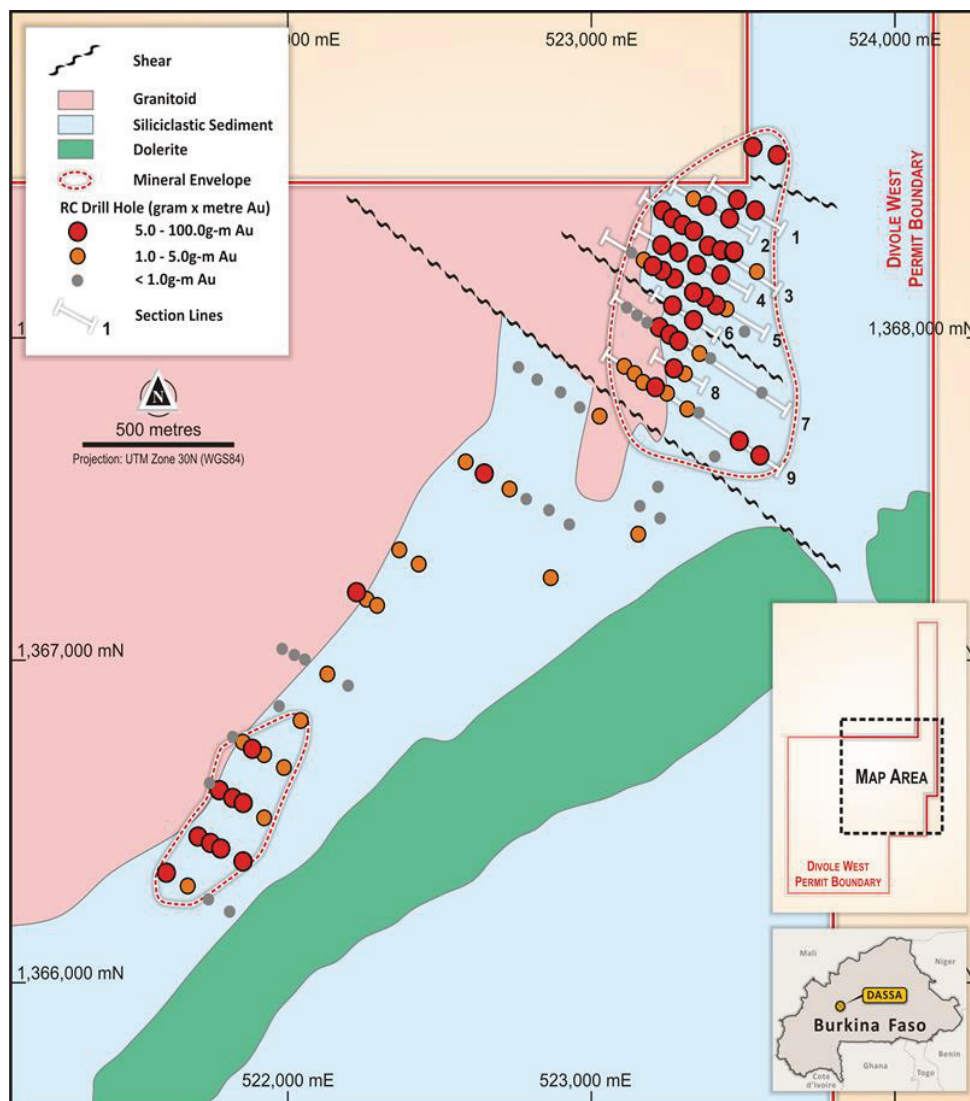 000 mE
523,000 mE
524,000 mE
Shear
Granitoid
Siliciclastic Sediment
Dolerite
Mineral Envelope
RC Drill Hole (gram x metre Au)
5.0 - 100.0g-m Au
1.0 - 5.0g-m Au
< 1.0g-m Au
Section Lines
1
N
500 metres
Projection: UTM Zone 30N (WGS84)
DIVOLE WEST
PERMIT BOUNDARY
1
2
3
4
5
6
7
8
9
1,368,000 mN
1,367,000 mN
1,366,000 mN
522,000 mE
523,000 mE
MAP AREA
DIVOLE WEST
PERMIT BOUNDARY
Mali
Niger
DASSA
Burkina Faso
Benin
Ghana
Togo
Cote
d'Ivoire